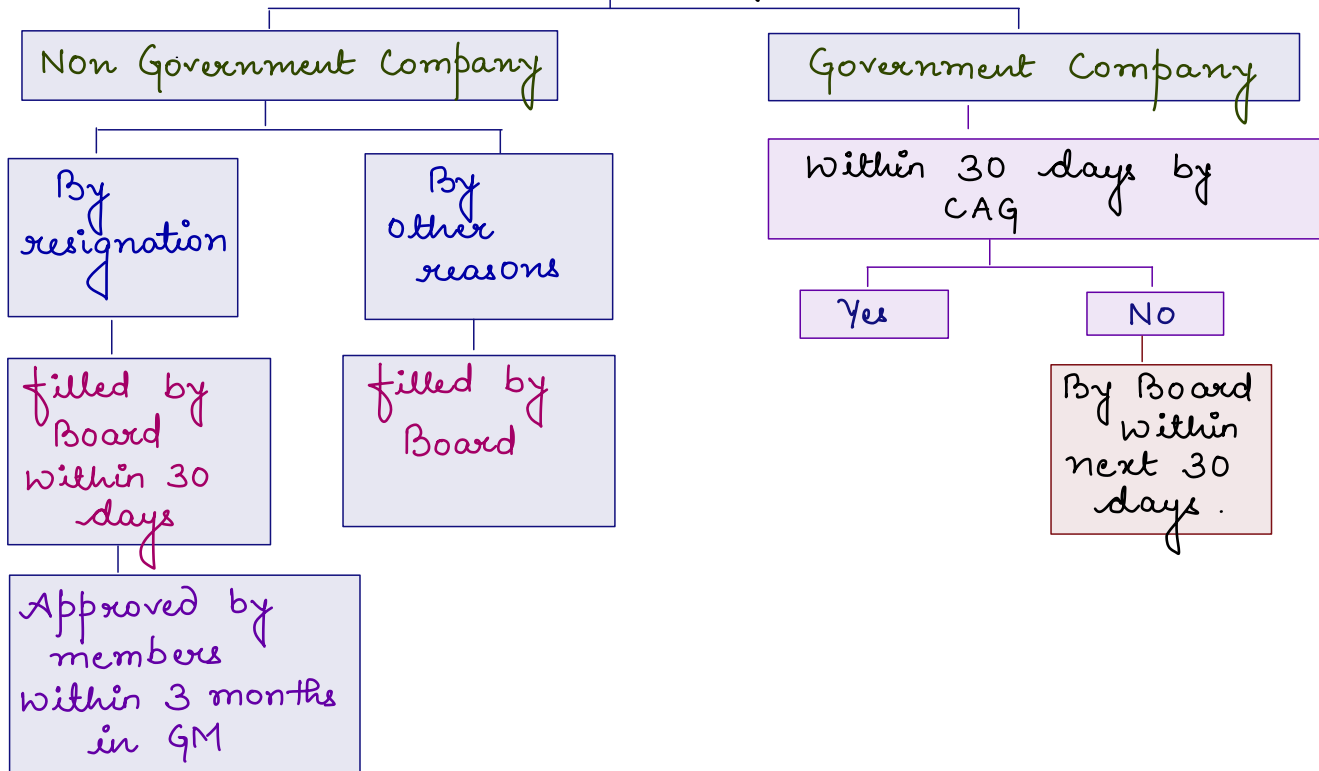 Non Government Company
Government Company
By
resignation
By
other
reasons
Within 30 days by
CAG
Yes
No
filled by
Board
within 30
days
filled by
Board
By Board
within
next 30
days.
Approved by
members
within 3 months
in GM